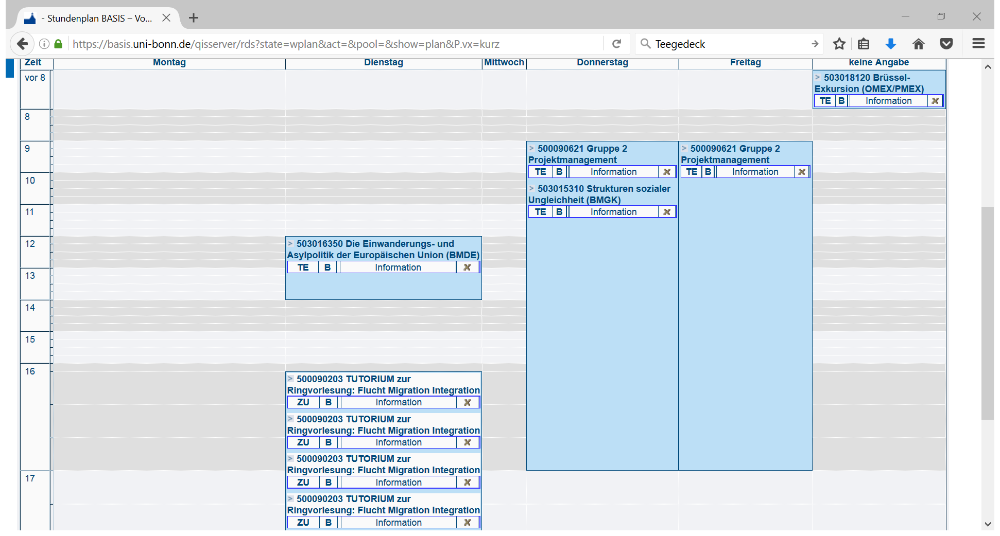 - Stundenplan BASIS – Vo...
https://basis.uni-bonn.de/qisserver/rds?state=wplan&act=&pool=&show=plan&P.vx=kurz
Teegedeck
Zeit Montag Dienstag Mittwoch Donnerstag Freitag keine Angabe
vor 8
> 503018120 Brüssel-
Exkursion (OMEX/PMEX)
TE B Information
8
9
> 500090621 Gruppe 2
Projektmanagement
TE B Information
> 503015310 Strukturen sozialer
Ungleichheit (BMGK)
TE B Information
> 500090621 Gruppe 2
Projektmanagement
TE B Information
10
11
12
> 503016350 Die Einwanderungs- und
Asylpolitik der Europäischen Union (BMDE)
TE B Information
13
14
15
16
> 500090203 TUTORIUM zur
Ringvorlesung: Flucht Migration Integration
ZU B Information
> 500090203 TUTORIUM zur
Ringvorlesung: Flucht Migration Integration
ZU B Information
> 500090203 TUTORIUM zur
Ringvorlesung: Flucht Migration Integration
ZU B Information
17
> 500090203 TUTORIUM zur
Ringvorlesung: Flucht Migration Integration
ZU B Information